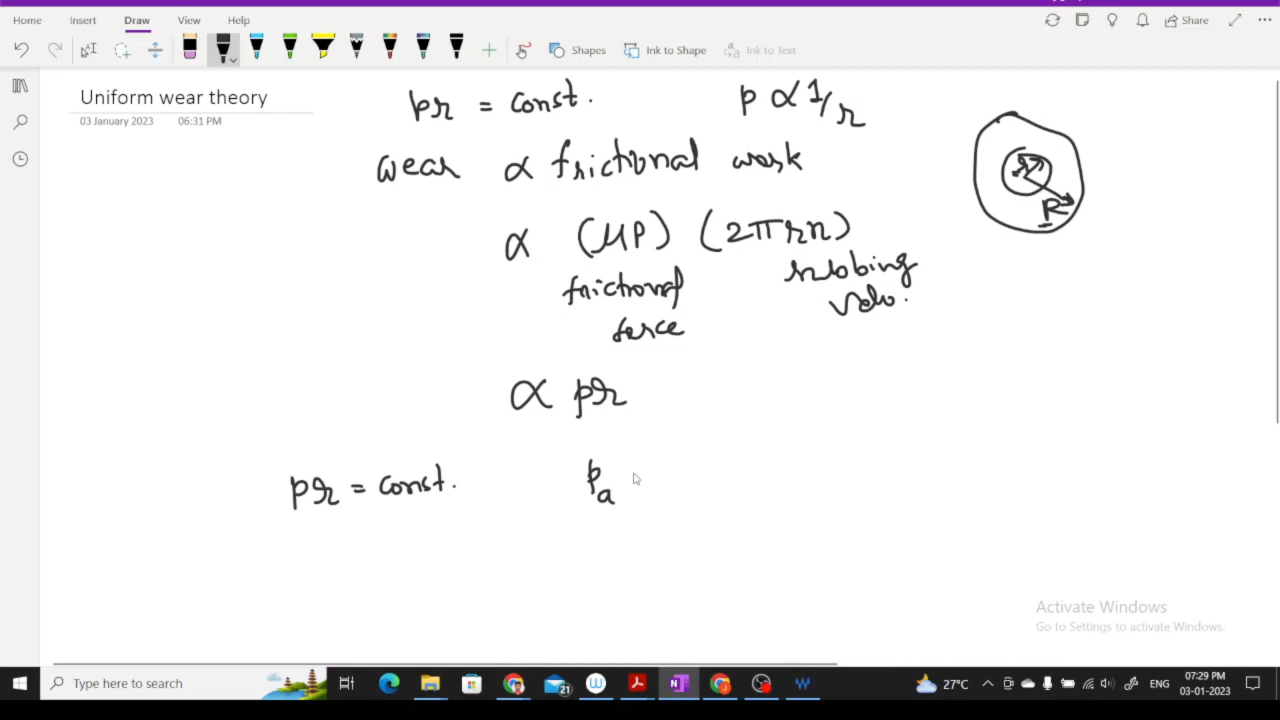 Home Insert Draw View Help
Share
Shapes Ink to Shape Ink to Text
Uniform wear theory
03 January 2023 06:31 PM
pr = const. p ∝ 1/r
wear ∝ frictional work
∝ (μP) (2πrn)
frictional force
rubbing velo.
R
∝ pr
pr = const. pₐ
Activate Windows
Go to Settings to activate Windows.
Type here to search
21
27°C
ENG
07:29 PM
03-01-2023